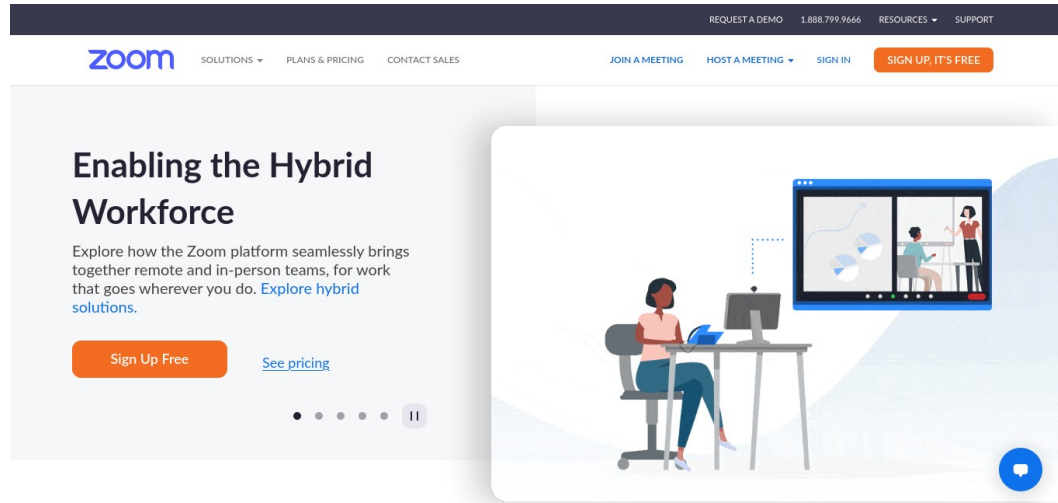 REQUEST A DEMO 1.888.799.9666 RESOURCES SUPPORT
zoom SOLUTIONS PLANS & PRICING CONTACT SALES JOIN A MEETING HOST A MEETING SIGN IN SIGN UP, IT'S FREE
Enabling the Hybrid
Workforce
Explore how the Zoom platform seamlessly brings
together remote and in-person teams, for work
that goes wherever you do. Explore hybrid
solutions.
Sign Up Free See pricing